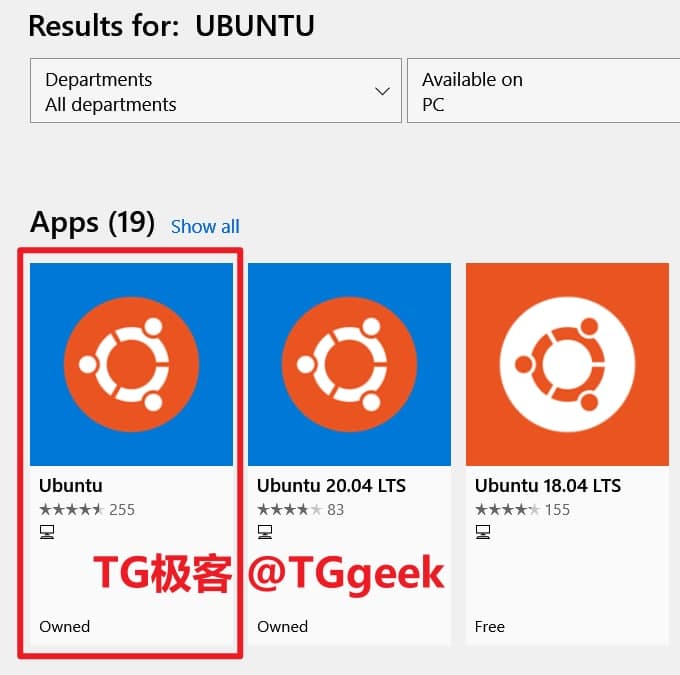 Results for: UBUNTU
Departments
All departments
Available on
PC
Apps (19) Show all
Ubuntu
255
Owned
Ubuntu 20.04 LTS
83
Owned
Ubuntu 18.04 LTS
155
Free
TG极客 @TGgeek